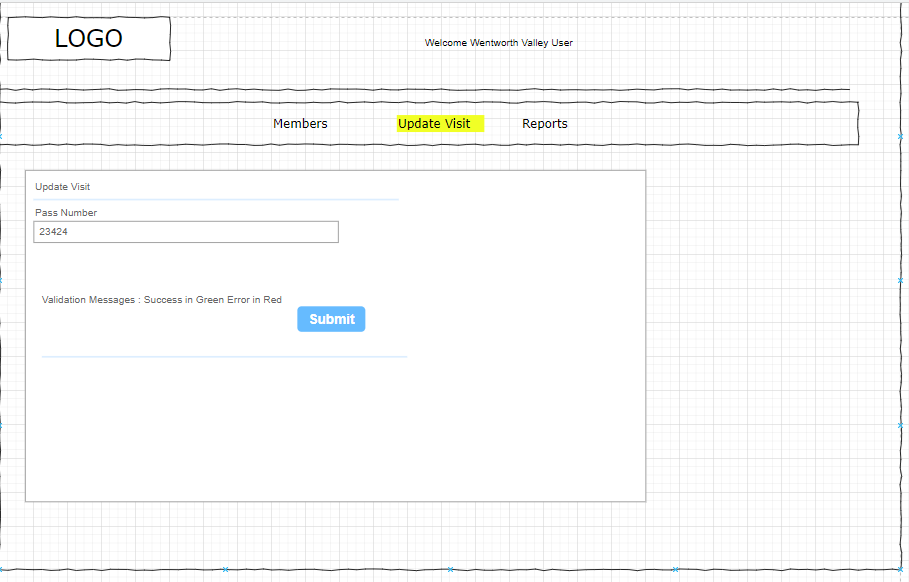 LOGO
Welcome Wentworth Valley User
Members
Update Visit
Reports
Update Visit
Pass Number
23424
Validation Messages : Success in Green Error in Red
Submit